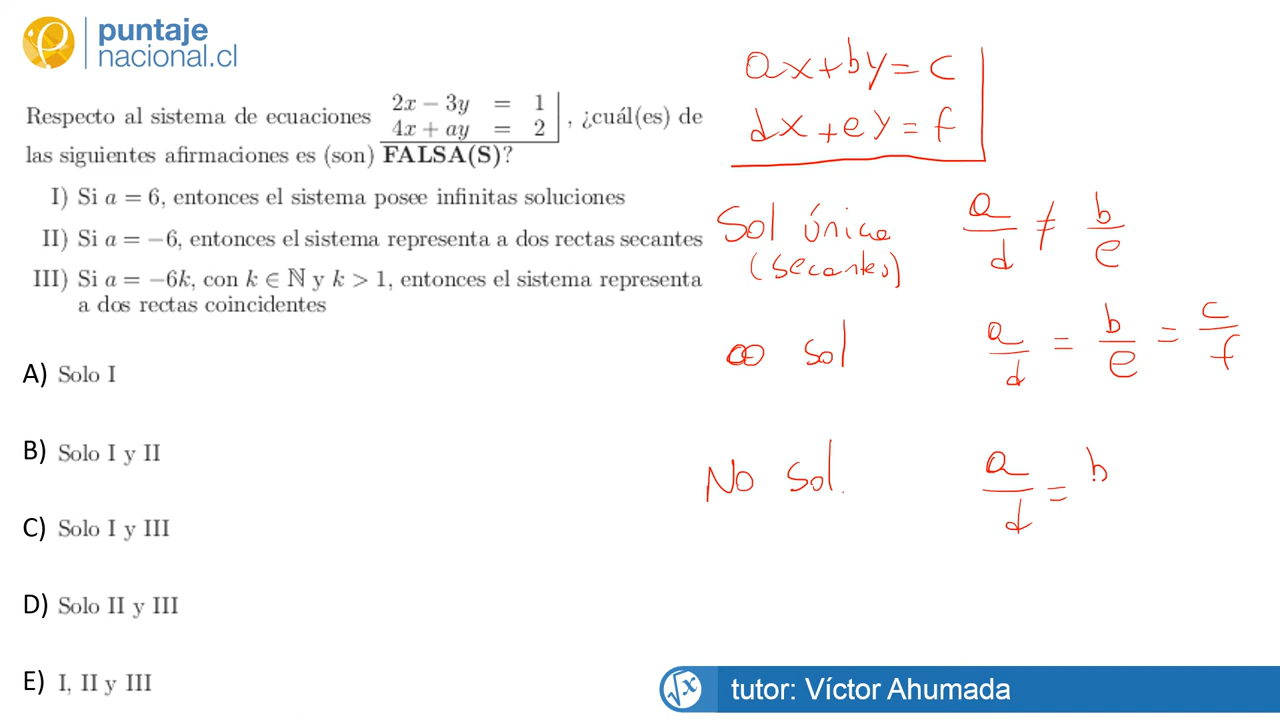 puntaje
nacional.cl
Respecto al sistema de ecuaciones 2x − 3y = 1
4x + ay = 2 , ¿cuál(es) de
las siguientes afirmaciones es (son) FALSA(S)?
I) Si a = 6, entonces el sistema posee infinitas soluciones
II) Si a = −6, entonces el sistema representa a dos rectas secantes
III) Si a = −6k, con k ∈ ℕ y k > 1, entonces el sistema representa
a dos rectas coincidentes
A) Solo I
B) Solo I y II
C) Solo I y III
D) Solo II y III
E) I, II y III
ax+by=c
dx+ey=f
Sol única a/d ≠ b/e
(secantes)
∞ sol a/d = b/e = c/f
No sol. a/d = b
tutor: Víctor Ahumada